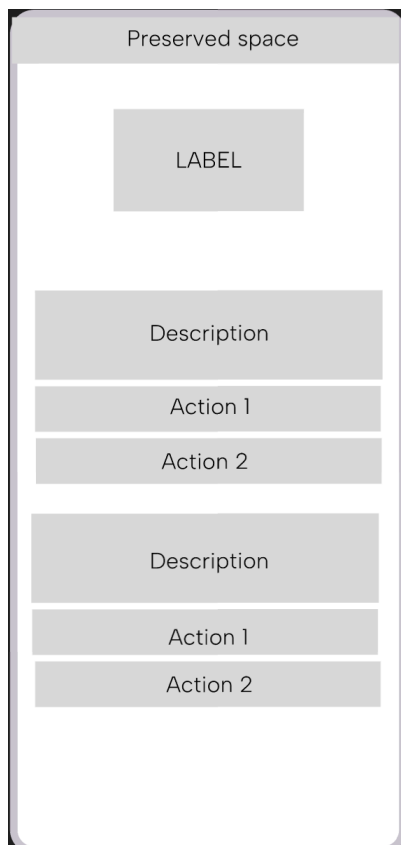 Preserved space
LABEL
Description
Action 1
Action 2
Description
Action 1
Action 2